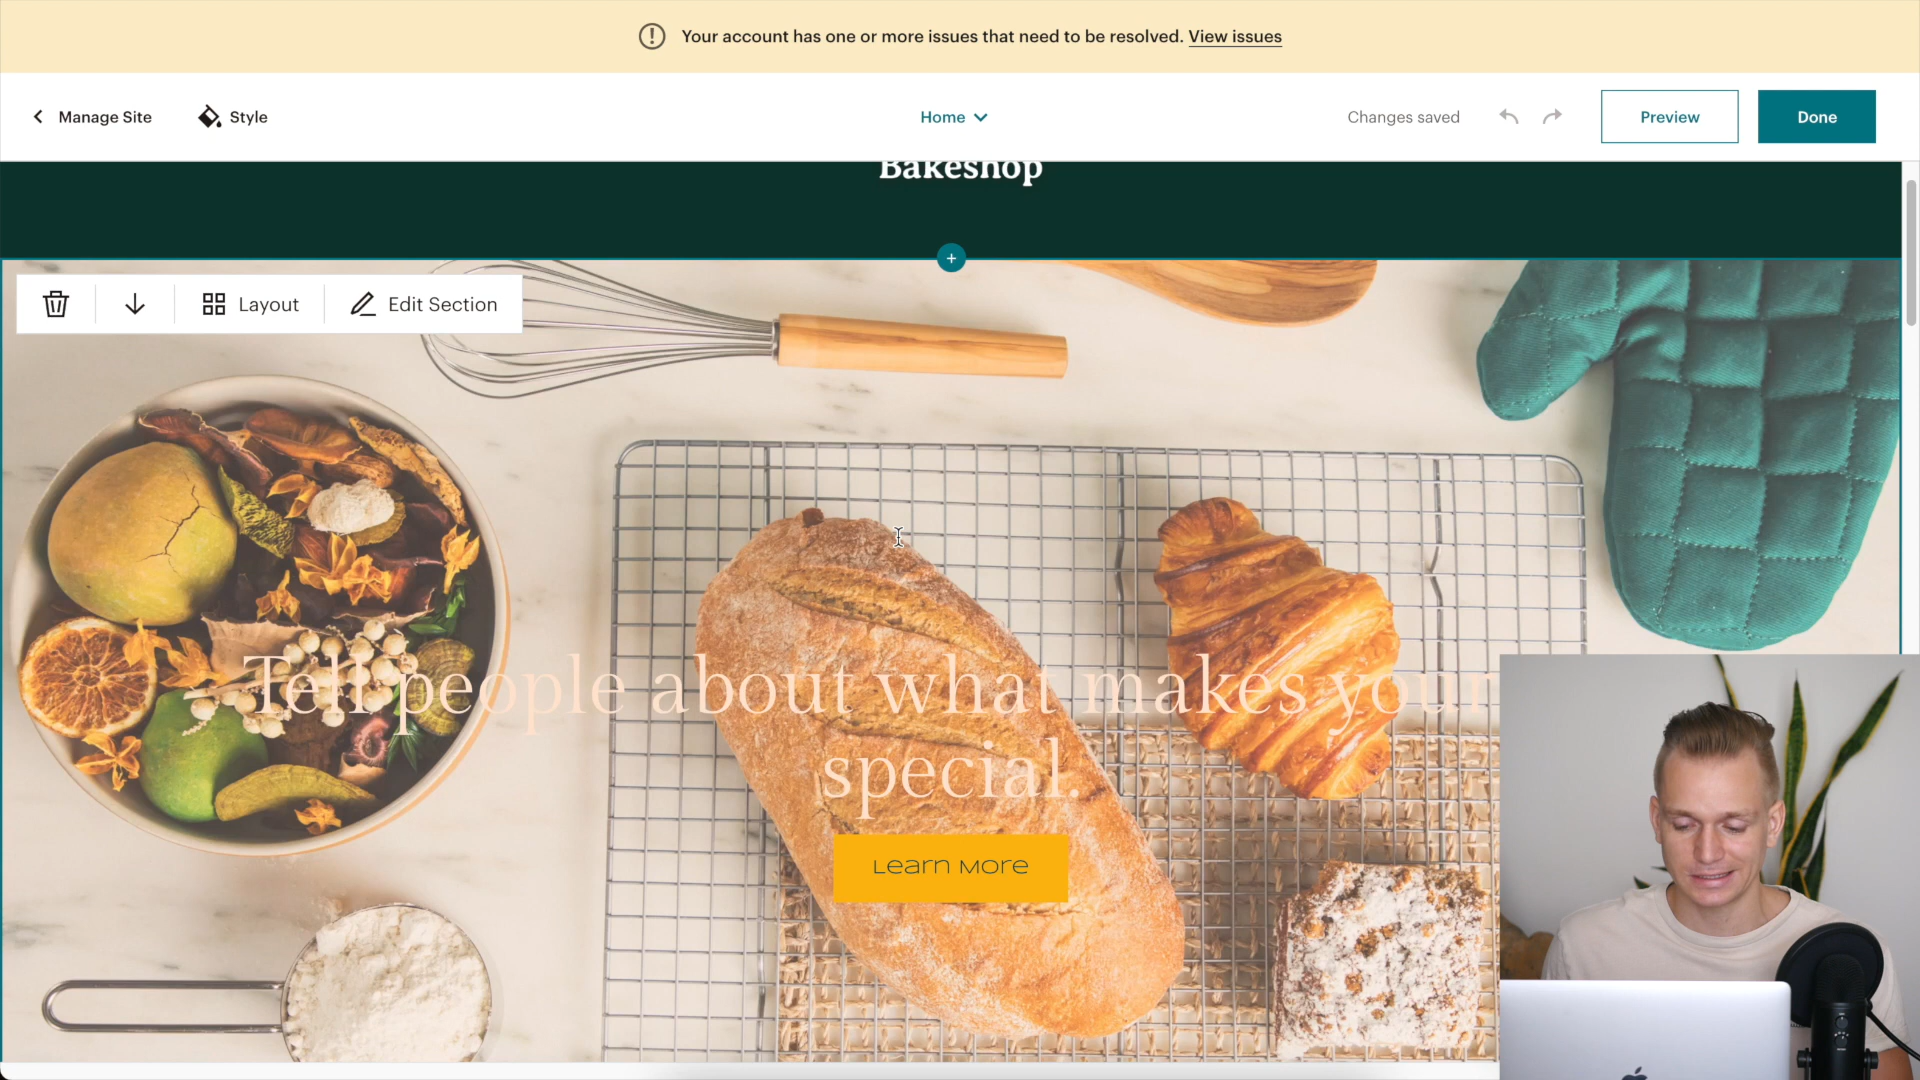 Your account has one or more issues that need to be resolved. View issues
Manage Site
Style
Home
Changes saved
Preview
Done
Bakeshop
Layout
Edit Section
Tell people about what makes your
special.
Learn More